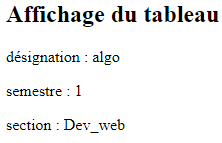 Affichage du tableau
désignation : algo
semestre : 1
section : Dev_web